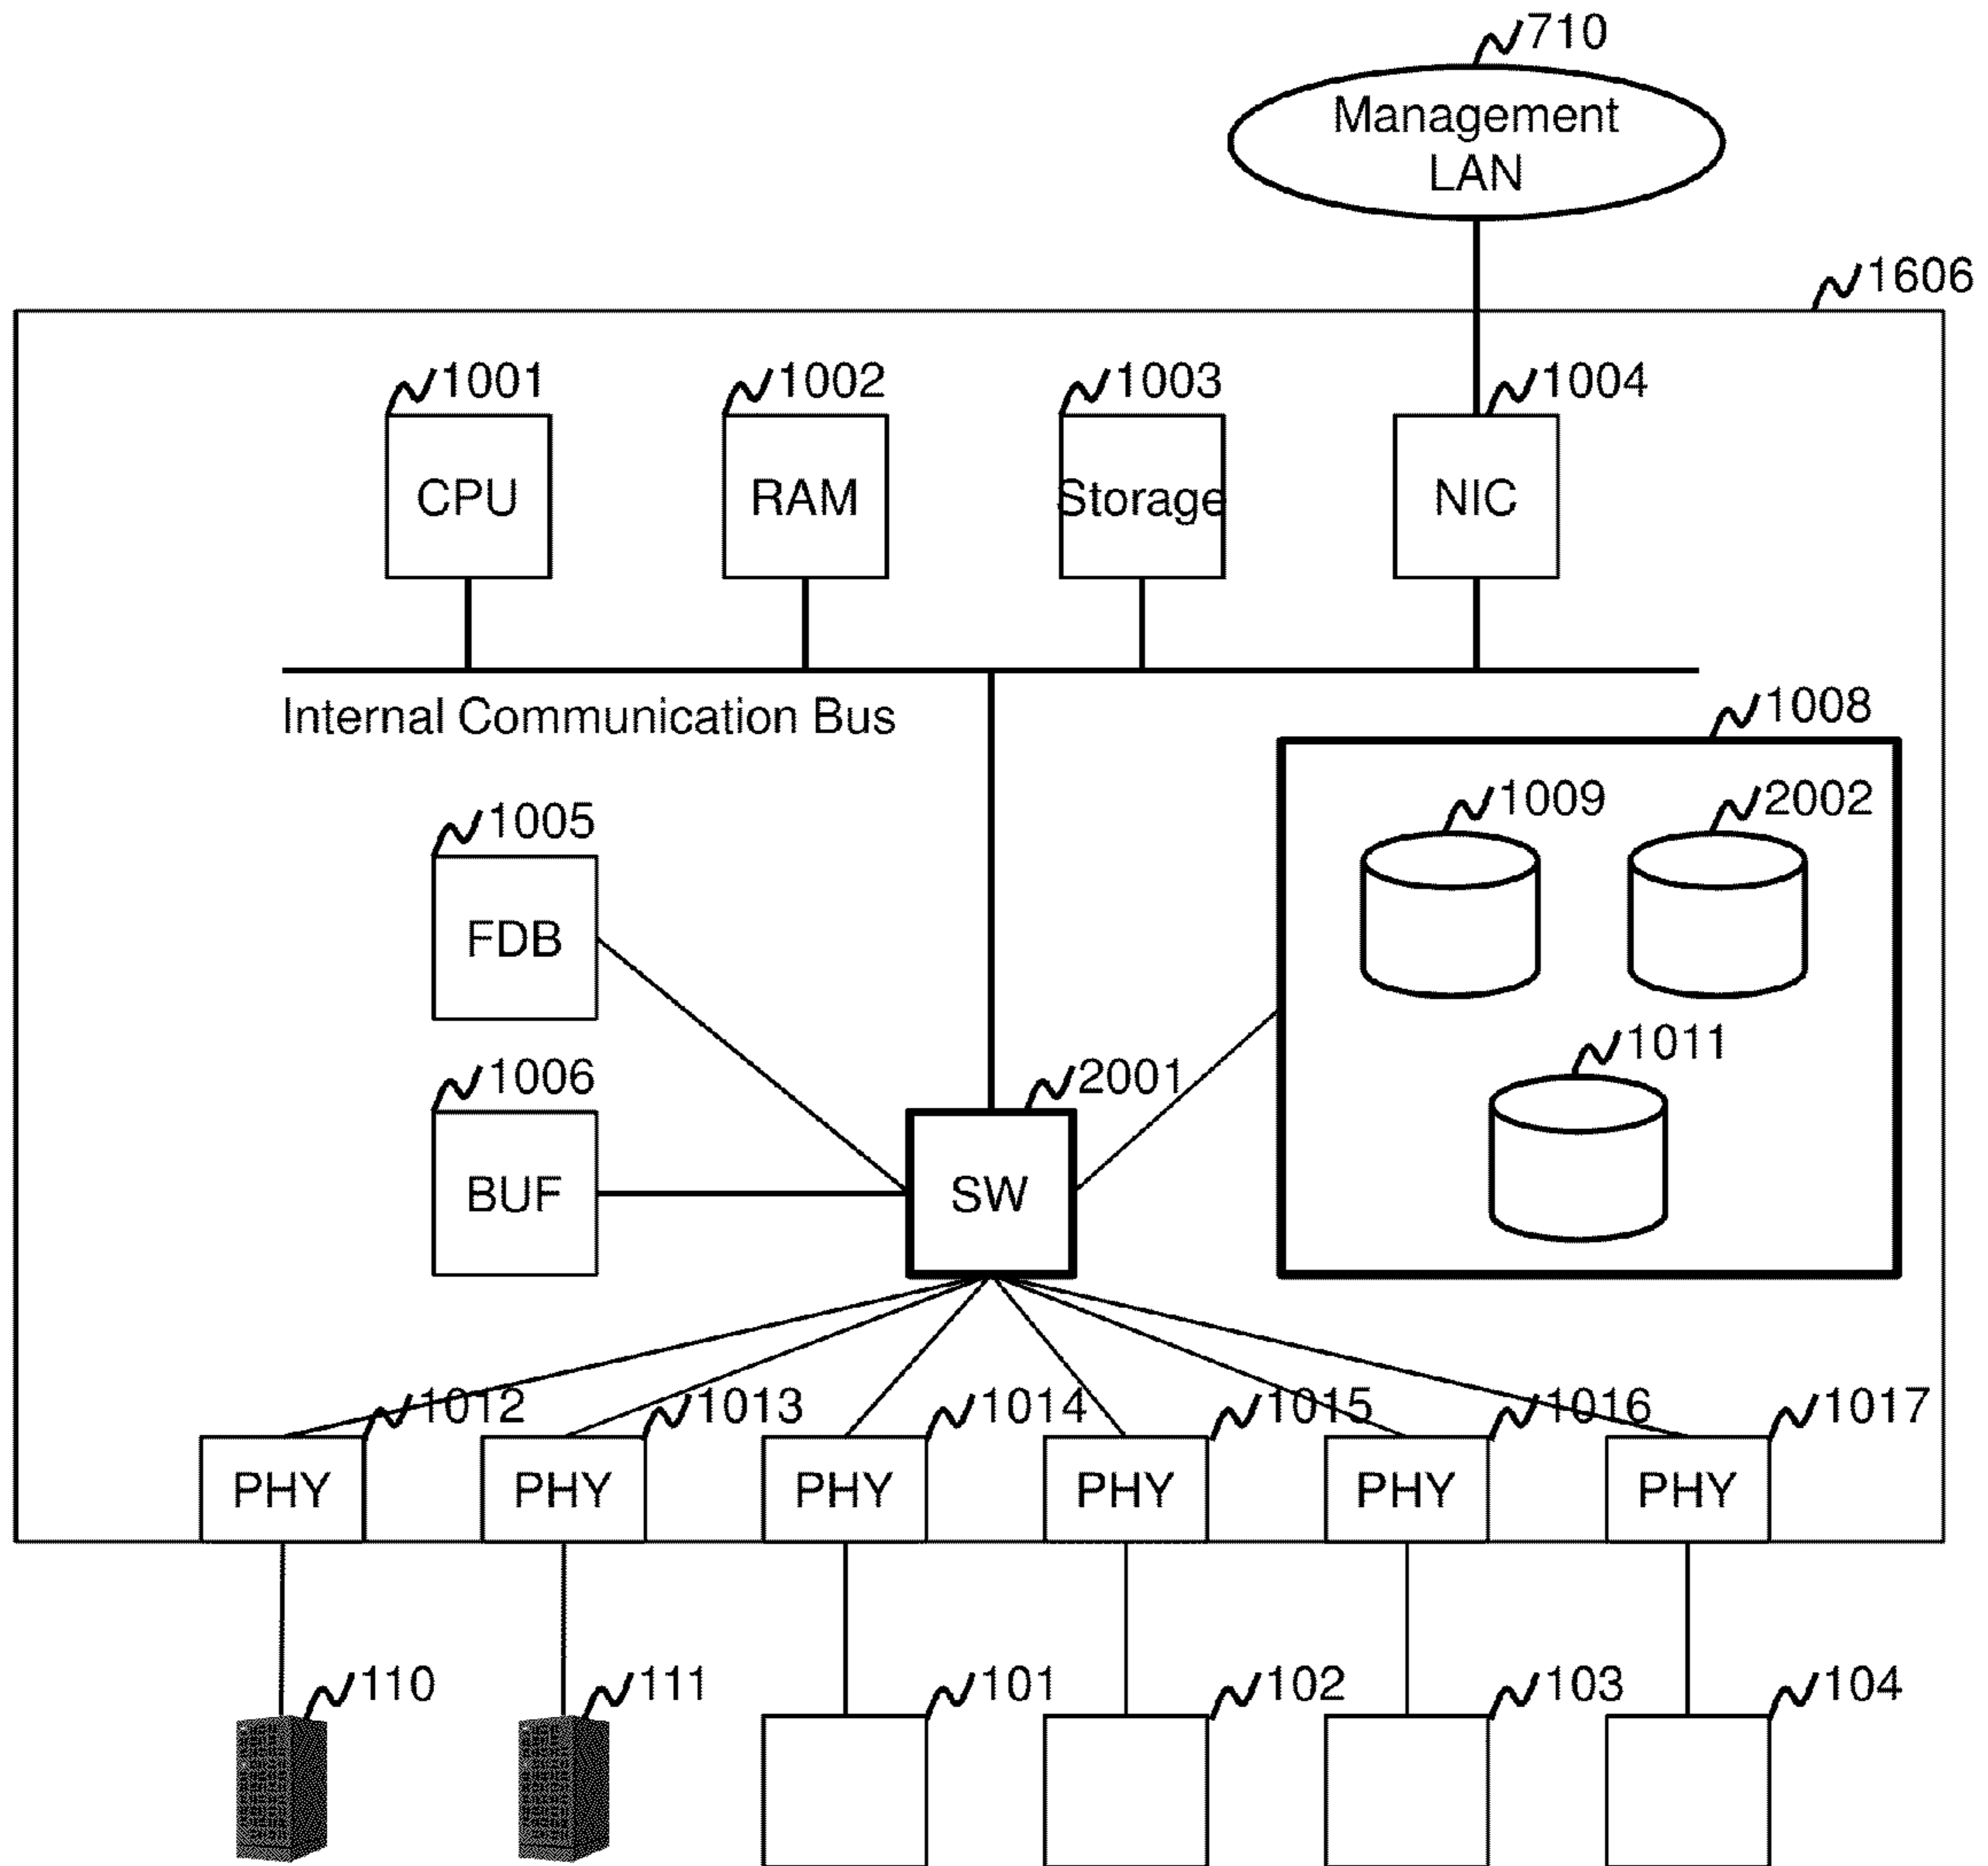 710
Management
LAN
1606
1001
1002
1003
1004
CPU
RAM
Storage
NIC
Internal Communication Bus
1008
1009
2002
1005
FDB
1011
1006
2001
BUF
SW
1012
1013
1014
1015
1016
1017
PHY
PHY
PHY
PHY
PHY
PHY
110
111
101
102
103
104